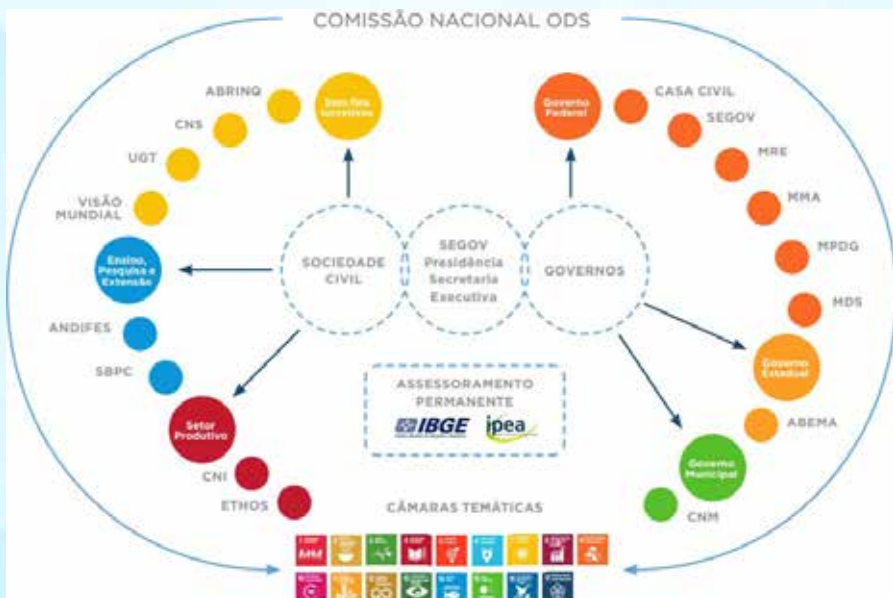 COMISSÃO NACIONAL ODS
ABRINQ
CNS
UGT
VISÃO
MUNDIAL
Sem fins
lucrativos
Ensino,
Pesquisa e
Extensão
ANDIFES
SBPC
Setor
Produtivo
CNI
ETHOS
SOCIEDADE
CIVIL
SEGOV
Presidência
Secretaria
Executiva
GOVERNOS
Governo
Federal
CASA CIVIL
SEGOV
MRE
MMA
MPDG
MDS
Governo
Estadual
ABEMA
Governo
Municipal
CNM
ASSESSORAMENTO
PERMANENTE
IBGE
ipea
CÂMARAS TEMÁTICAS